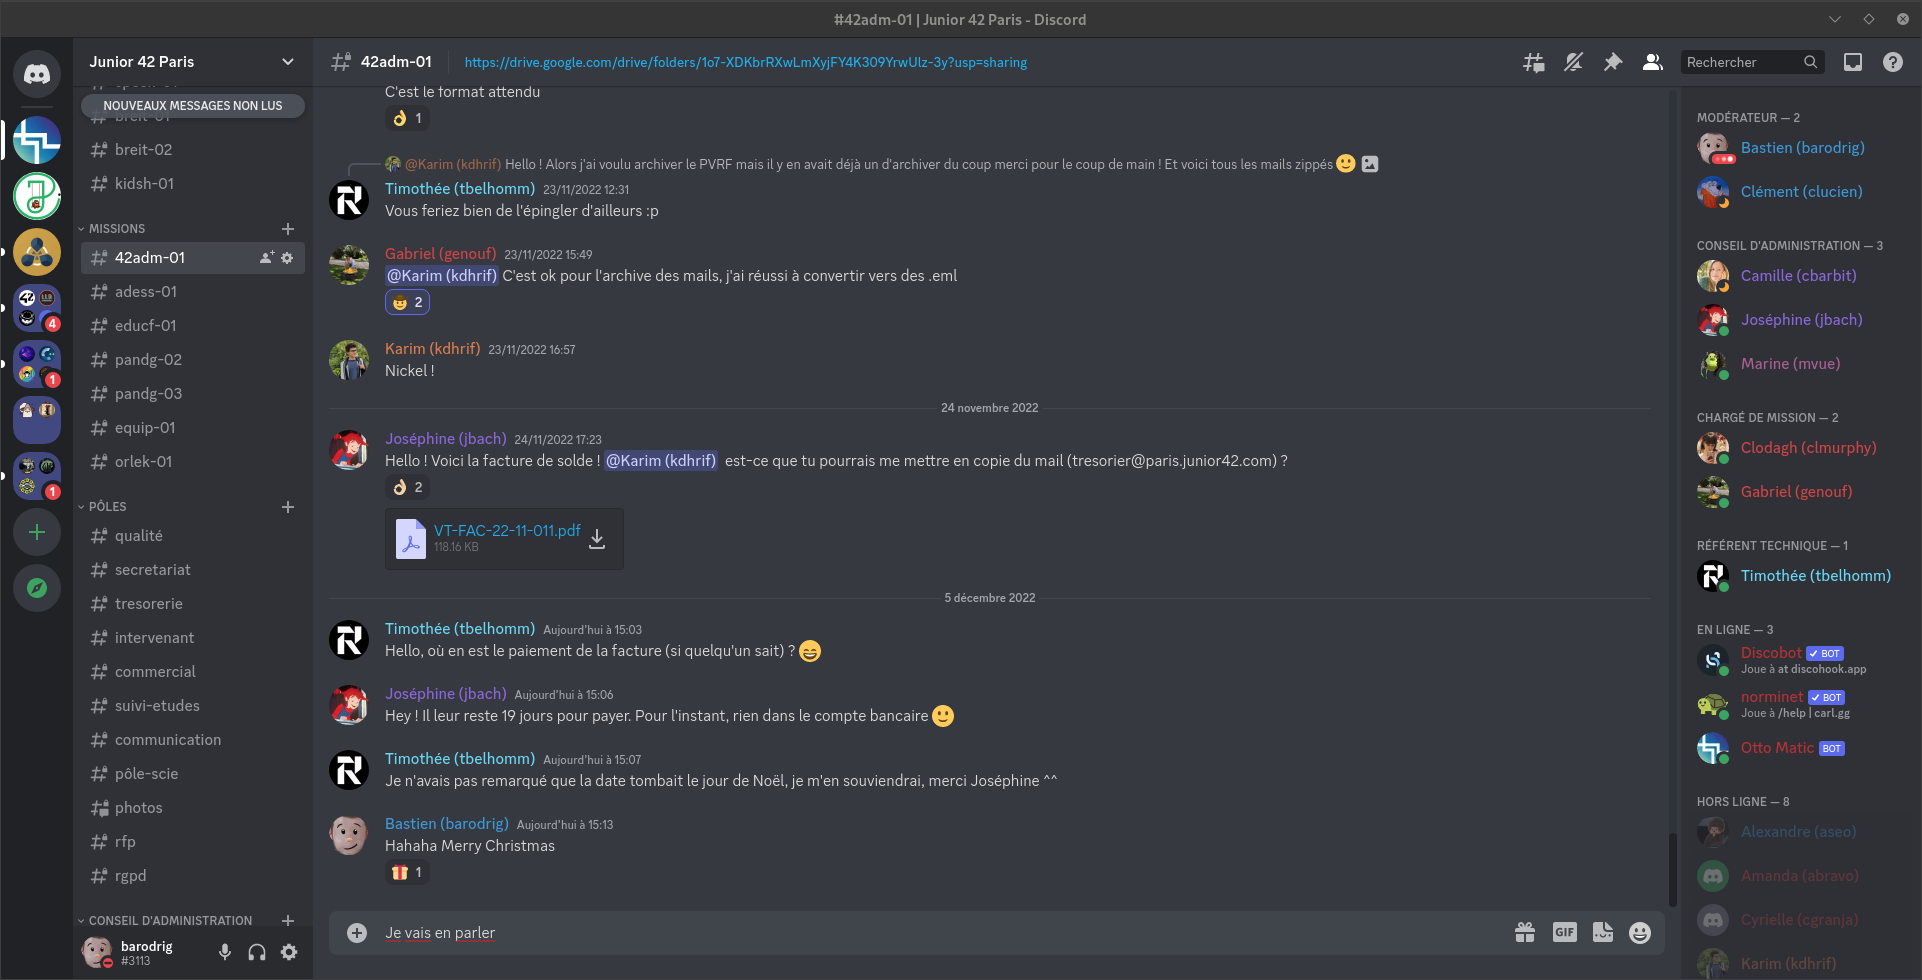 #42adm-01 | Junior 42 Paris - Discord
Junior 42 Paris
NOUVEAUX MESSAGES NON LUS
breit-01
breit-02
kidsh-01
MISSIONS
42adm-01
adess-01
educf-01
pandg-02
pandg-03
equip-01
orlek-01
PÔLES
qualité
secretariat
tresorerie
intervenant
commercial
suivi-etudes
communication
pôle-scie
photos
rfp
rgpd
CONSEIL D'ADMINISTRATION
barodrig
#3113
4
1
1
42adm-01
https://drive.google.com/drive/folders/1o7-XDKbrRXwLmXyjFY4K309YrwUlz-3y?usp=sharing
Rechercher
C'est le format attendu
1
@Karim (kdhrif) Hello ! Alors j'ai voulu archiver le PVRF mais il y en avait déjà un d'archiver du coup merci pour le coup de main ! Et voici tous les mails zippés
Timothée (tbelhomm) 23/11/2022 12:31
Vous feriez bien de l'épingler d'ailleurs :p
Gabriel (genouf) 23/11/2022 15:49
@Karim (kdhrif) C'est ok pour l'archive des mails, j'ai réussi à convertir vers des .eml
2
Karim (kdhrif) 23/11/2022 16:57
Nickel !
24 novembre 2022
Joséphine (jbach) 24/11/2022 17:23
Hello ! Voici la facture de solde ! @Karim (kdhrif) est-ce que tu pourrais me mettre en copie du mail (tresorier@paris.junior42.com) ?
2
VT-FAC-22-11-011.pdf
118.16 KB
5 décembre 2022
Timothée (tbelhomm) Aujourd'hui à 15:03
Hello, où en est le paiement de la facture (si quelqu'un sait) ?
Joséphine (jbach) Aujourd'hui à 15:06
Hey ! Il leur reste 19 jours pour payer. Pour l'instant, rien dans le compte bancaire
Timothée (tbelhomm) Aujourd'hui à 15:07
Je n'avais pas remarqué que la date tombait le jour de Noël, je m'en souviendrai, merci Joséphine ^^
Bastien (barodrig) Aujourd'hui à 15:13
Hahaha Merry Christmas
1
Je vais en parler
GIF
MODÉRATEUR — 2
Bastien (barodrig)
Clément (clucien)
CONSEIL D'ADMINISTRATION — 3
Camille (cbarbit)
Joséphine (jbach)
Marine (mvue)
CHARGÉ DE MISSION — 2
Clodagh (clmurphy)
Gabriel (genouf)
RÉFÉRENT TECHNIQUE — 1
Timothée (tbelhomm)
EN LIGNE — 3
Discobot BOT
Joue à at discohook.app
norminet BOT
Joue à /help | carl.gg
Otto Matic BOT
HORS LIGNE — 8
Alexandre (aseo)
Amanda (abravo)
Cyrielle (cgranja)
Karim (kdhrif)